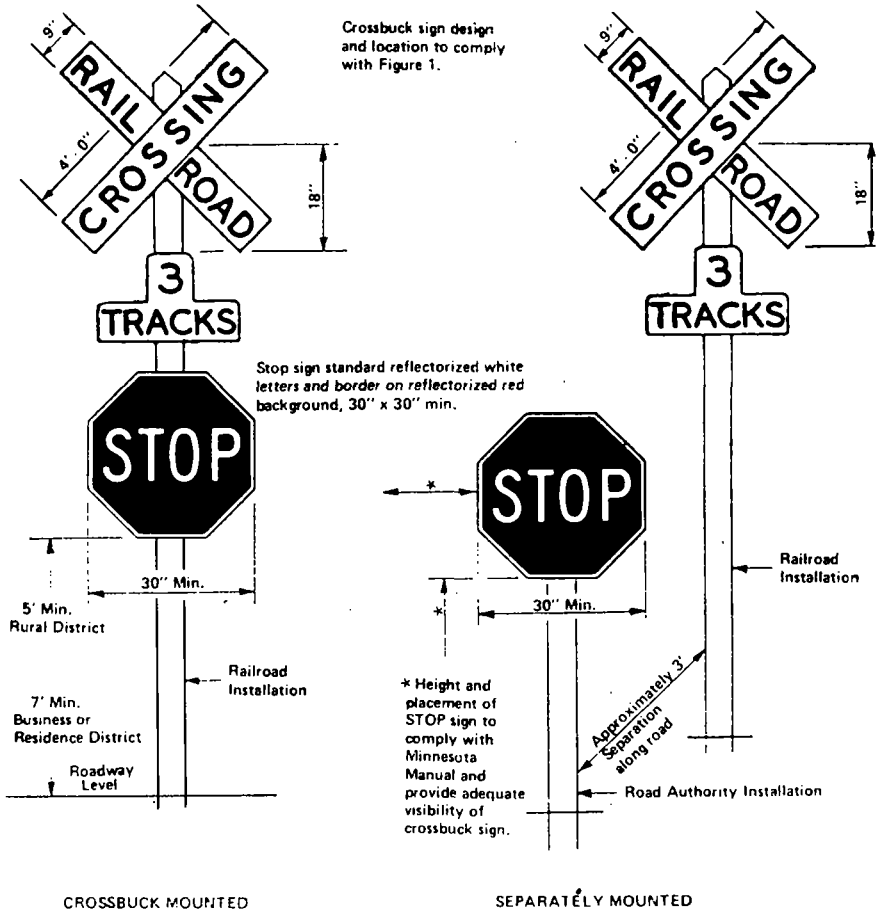 Crossbuck sign design
and location to comply
with Figure 1.
9"
RAIL
ROAD
CROSSING
4'-0"
18"
3
TRACKS
9"
RAIL
ROAD
CROSSING
4'-0"
18"
3
TRACKS
Stop sign standard reflectorized white
letters and border on reflectorized red
background, 30" x 30" min.
STOP
30" Min.
5' Min.
Rural District
7' Min.
Business or
Residence District
Roadway
Level
Railroad
Installation
*
STOP
30" Min.
*
* Height and
placement of
STOP sign to
comply with
Minnesota
Manual and
provide adequate
visibility of
crossbuck sign.
Approximately 3'
Separation
along road
Railroad
Installation
Road Authority Installation
CROSSBUCK MOUNTED
SEPARATELY MOUNTED